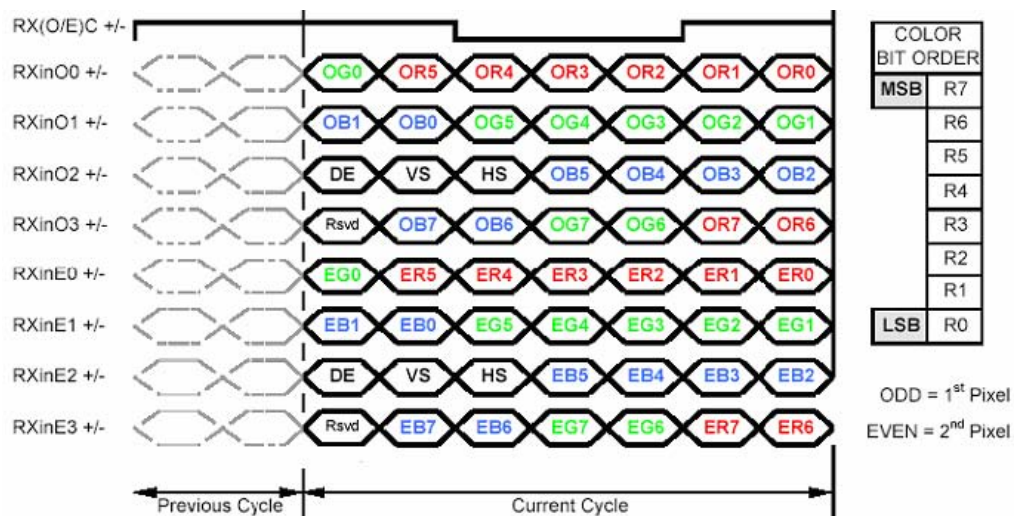 RX(O/E)C +/-
RXinO0 +/- OG0 OR5 OR4 OR3 OR2 OR1 OR0
RXinO1 +/- OB1 OB0 OG5 OG4 OG3 OG2 OG1
RXinO2 +/- DE VS HS OB5 OB4 OB3 OB2
RXinO3 +/- Rsvd OB7 OB6 OG7 OG6 OR7 OR6
RXinE0 +/- EG0 ER5 ER4 ER3 ER2 ER1 ER0
RXinE1 +/- EB1 EB0 EG5 EG4 EG3 EG2 EG1
RXinE2 +/- DE VS HS EB5 EB4 EB3 EB2
RXinE3 +/- Rsvd EB7 EB6 EG7 EG6 ER7 ER6
Previous Cycle Current Cycle
COLOR
BIT ORDER
MSB R7
R6
R5
R4
R3
R2
R1
LSB R0
ODD = 1st Pixel
EVEN = 2nd Pixel